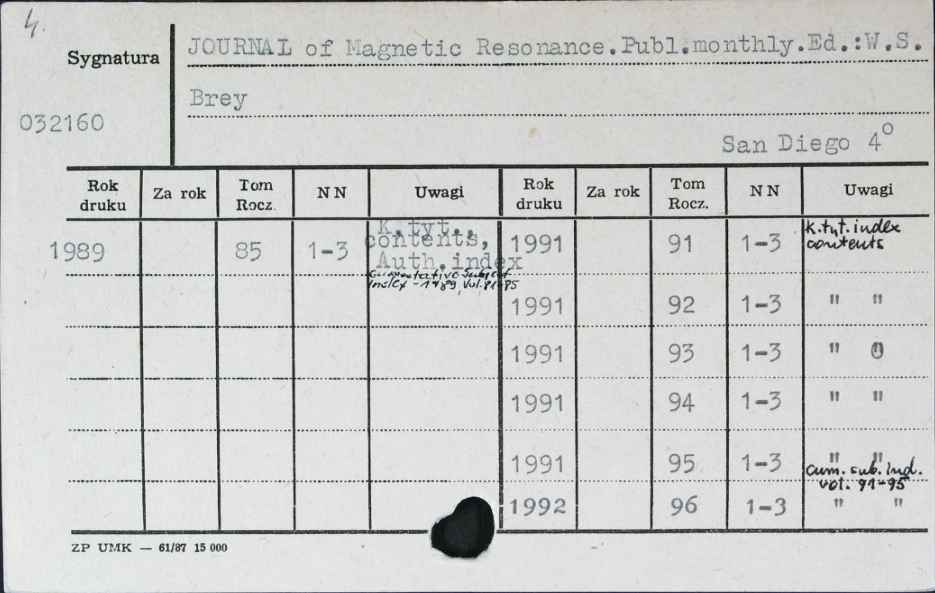 4.
Sygnatura
JOURNAL of Magnetic Resonance.Publ.monthly.Ed.:W.S.
Brey
032160
San Diego 4o
Rok druku Za rok Tom Rocz. N N Uwagi Rok druku Za rok Tom Rocz. N N Uwagi
1989 85 1-3 K.tyt., contents, Auth.index
cumulative subject
index - 1989, Vol.81-85
1991 91 1-3 K.tyt. index contents
1991 92 1-3 " "
1991 93 1-3 " "
1991 94 1-3 " "
1991 95 1-3 " "
cum. sub. ind.
vol. 91-95
1992 96 1-3 " "
ZP UMK — 61/87 15 000